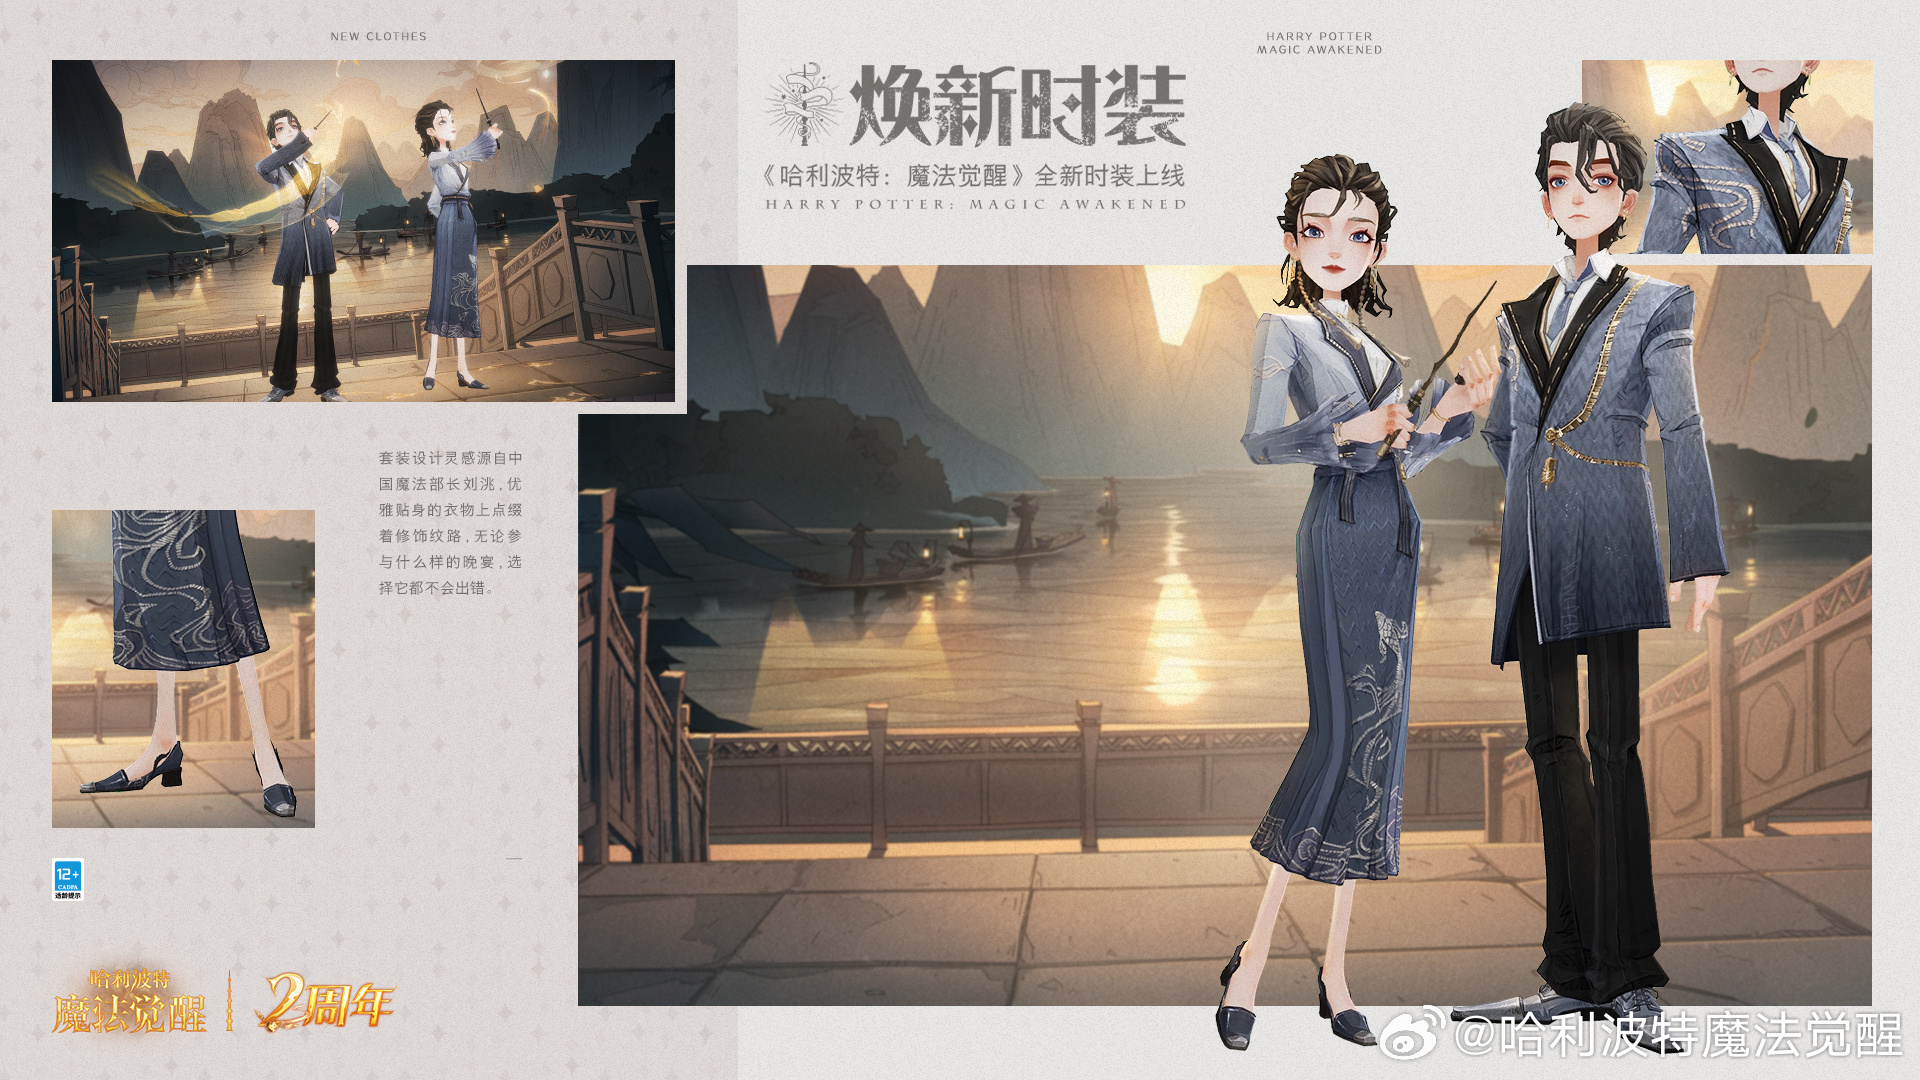 NEW CLOTHES
HARRY POTTER
MAGIC AWAKENED
焕新时装
《哈利波特：魔法觉醒》全新时装上线
HARRY POTTER: MAGIC AWAKENED
套装设计灵感源自中
国魔法部长刘洮，优
雅贴身的衣物上点缀
着修饰纹路，无论参
与什么样的晚宴，选
择它都不会出错。
12+
CADPA
适龄提示
哈利波特
魔法觉醒
2周年
@哈利波特魔法觉醒